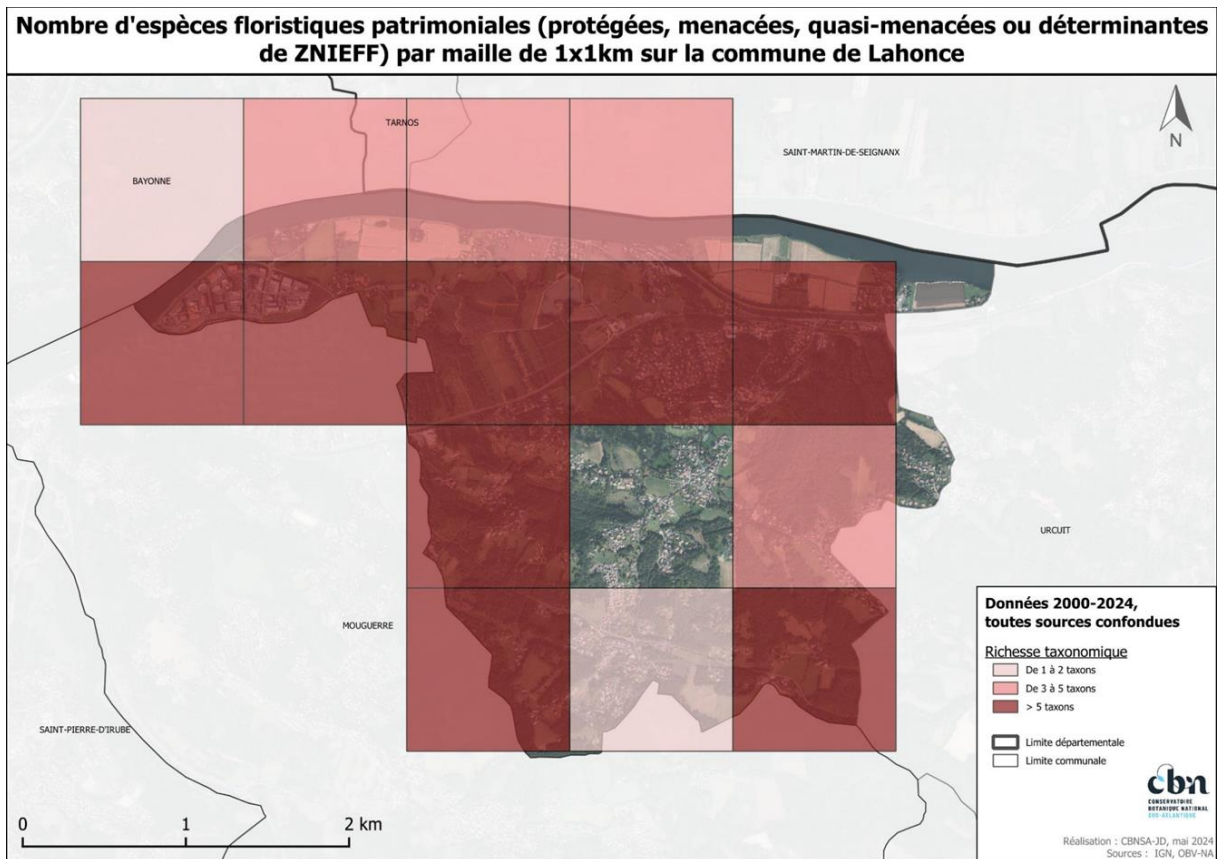 Nombre d'espèces floristiques patrimoniales (protégées, menacées, quasi-menacées ou déterminantes
de ZNIEFF) par maille de 1x1km sur la commune de Lahonce
TARNOS
SAINT-MARTIN-DE-SEIGNANX
N
BAYONNE
URCUIT
MOUGUERRE
SAINT-PIERRE-D'IRUBE
Données 2000-2024,
toutes sources confondues
Richesse taxonomique
De 1 à 2 taxons
De 3 à 5 taxons
> 5 taxons
Limite départementale
Limite communale
cbn
CONSERVATOIRE
BOTANIQUE NATIONAL
SUD-ATLANTIQUE
0 1 2 km
Réalisation : CBNSA-JD, mai 2024
Sources : IGN, OBV-NA